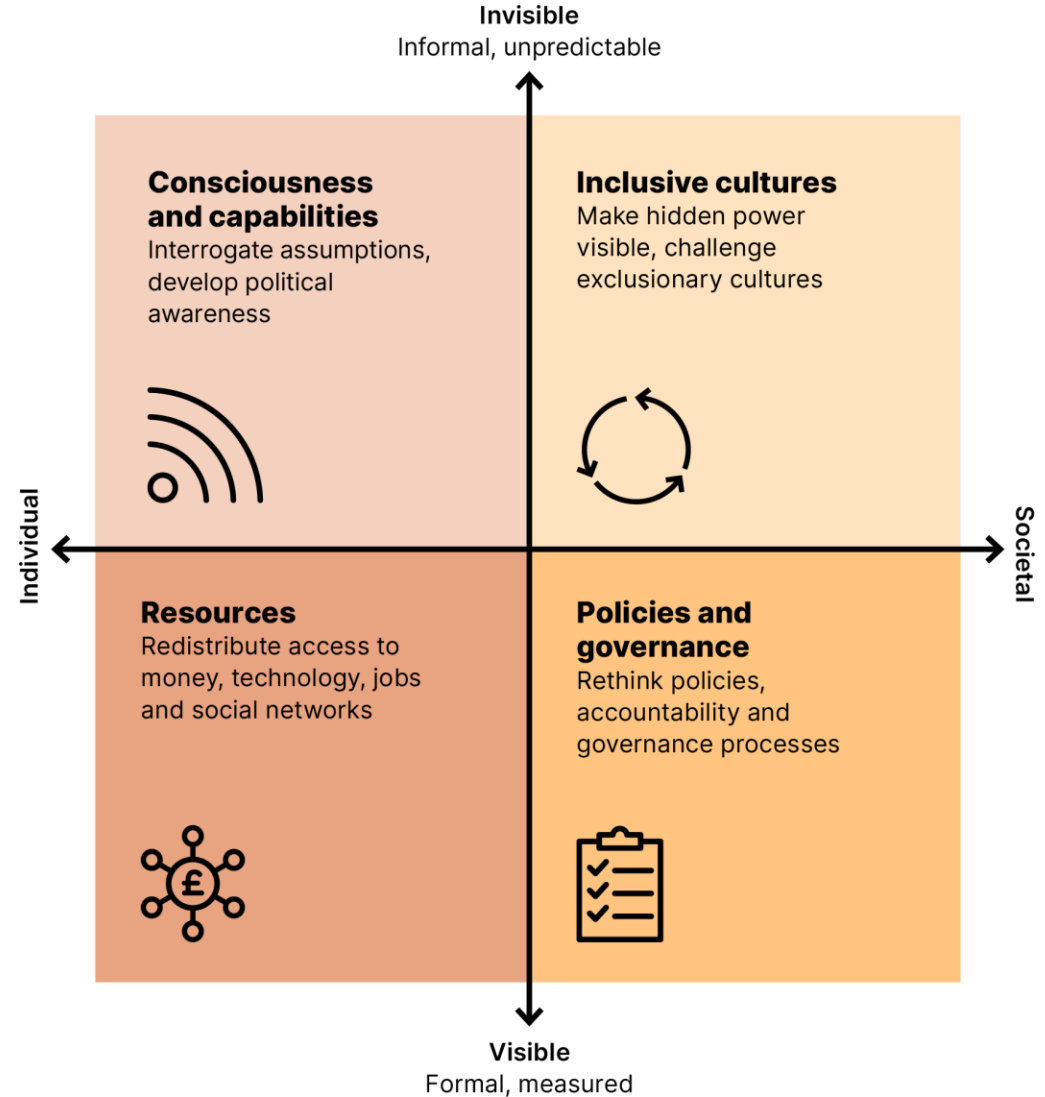 Invisible
Informal, unpredictable
Consciousness
and capabilities
Interrogate assumptions,
develop political
awareness
Inclusive cultures
Make hidden power
visible, challenge
exclusionary cultures
Individual
Societal
Resources
Redistribute access to
money, technology, jobs
and social networks
£
Policies and
governance
Rethink policies,
accountability and
governance processes
Visible
Formal, measured